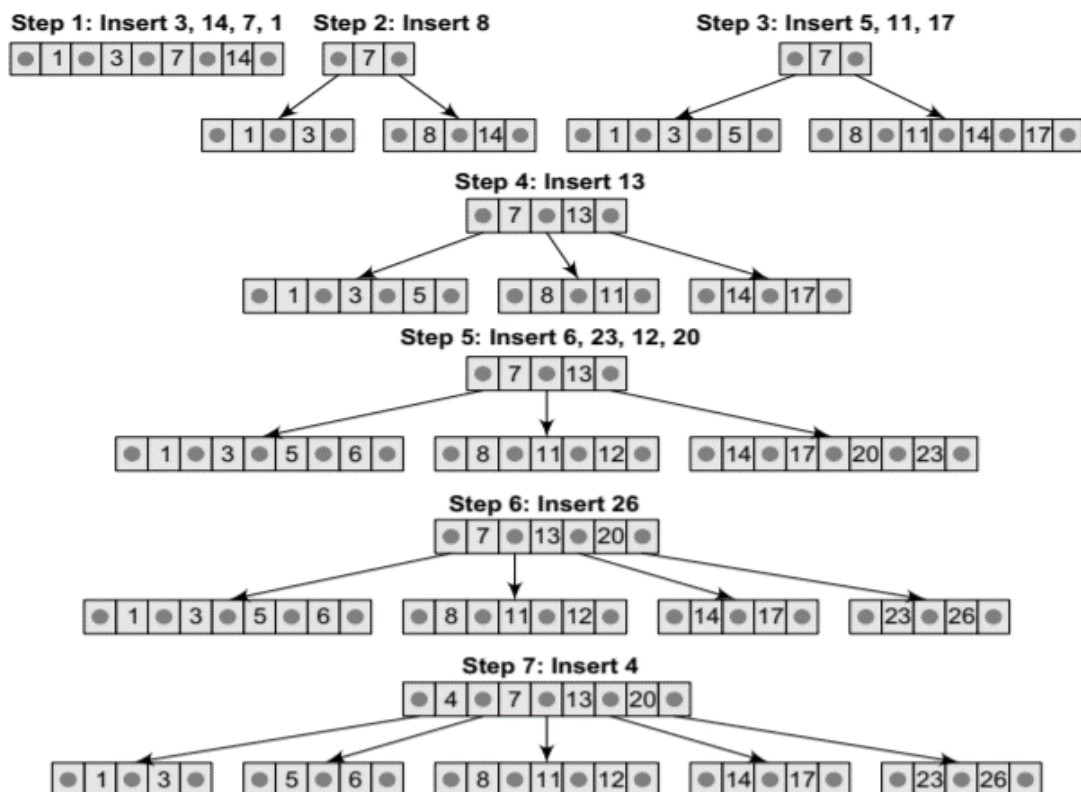 Step 1: Insert 3, 14, 7, 1 Step 2: Insert 8 Step 3: Insert 5, 11, 17
1 3 7 14 7 7
1 3 8 14 1 3 5 8 11 14 17
Step 4: Insert 13
7 13
1 3 5 8 11 14 17
Step 5: Insert 6, 23, 12, 20
7 13
1 3 5 6 8 11 12 14 17 20 23
Step 6: Insert 26
7 13 20
1 3 5 6 8 11 12 14 17 23 26
Step 7: Insert 4
4 7 13 20
1 3 5 6 8 11 12 14 17 23 26